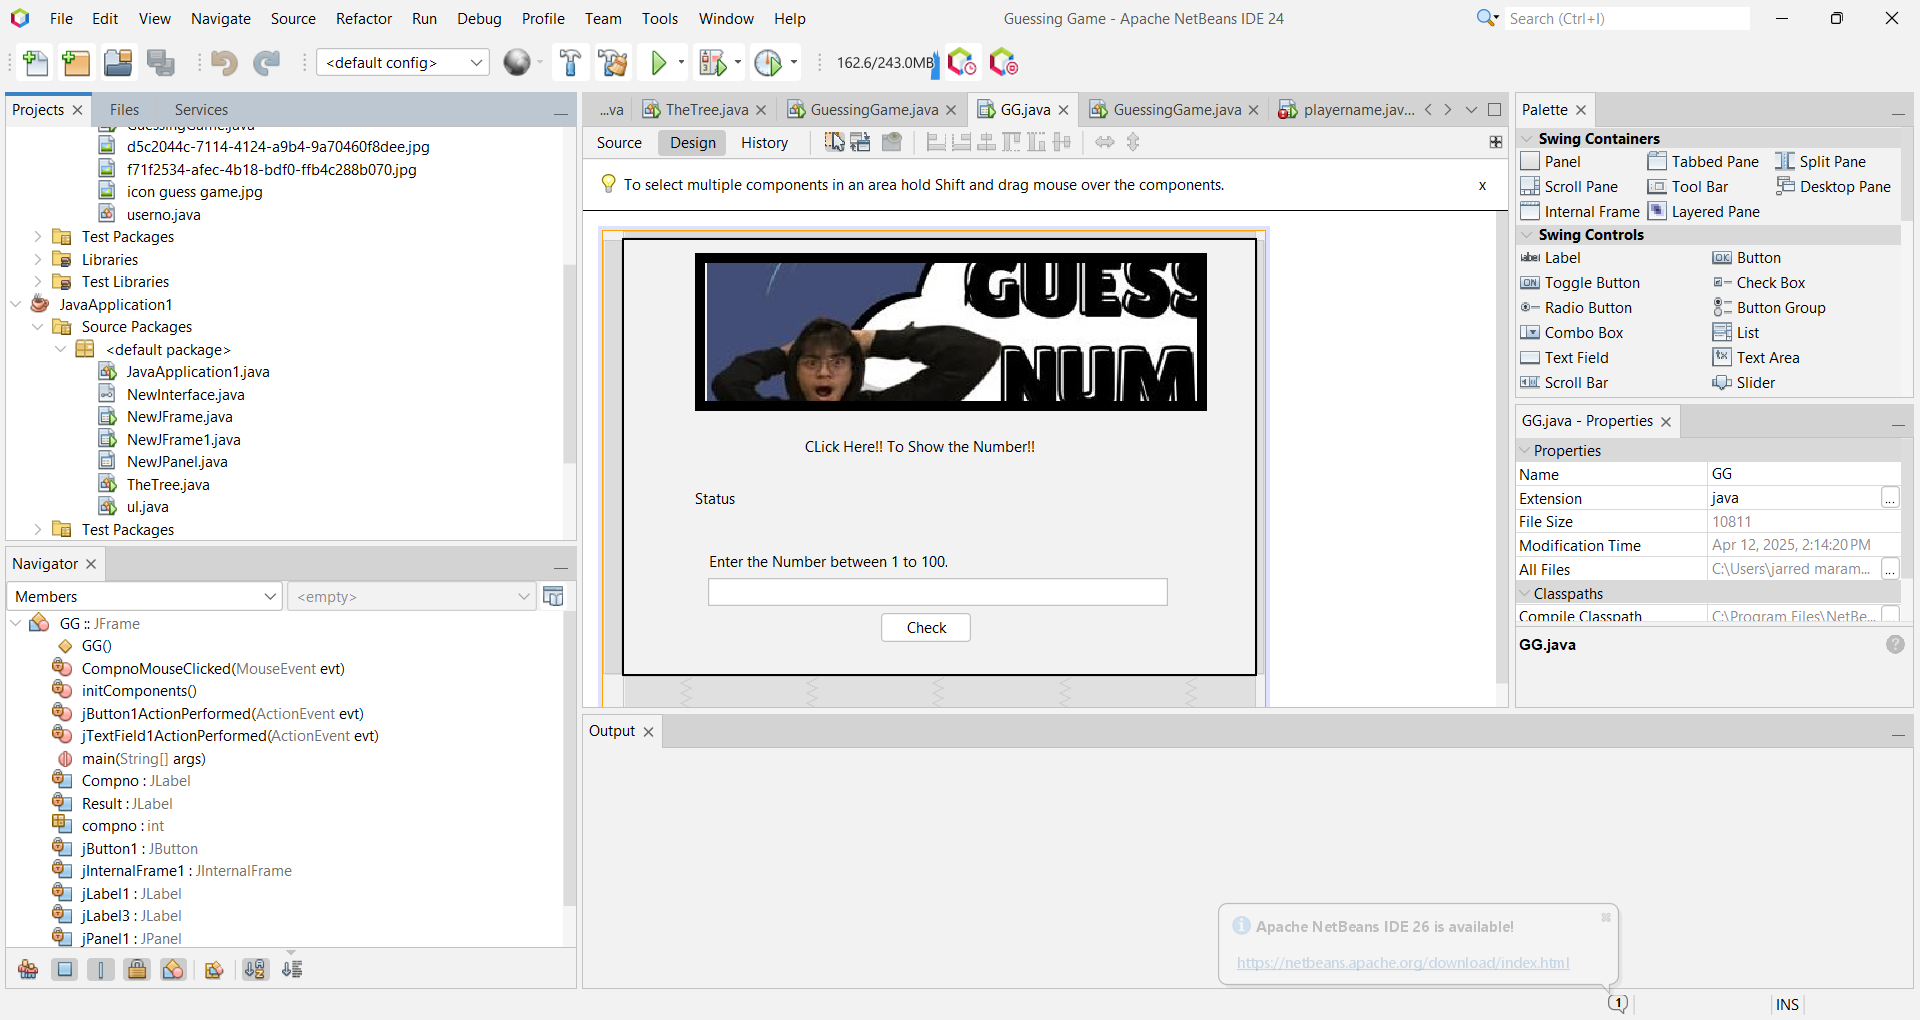 File Edit View Navigate Source Refactor Run Debug Profile Team Tools Window Help
Guessing Game - Apache NetBeans IDE 24
Search (Ctrl+I)
<default config>
162.6/243.0MB
Projects Files Services
GuessingGame.java
d5c2044c-7114-4124-a9b4-9a70460f8dee.jpg
f71f2534-afec-4b18-bdf0-ffb4c288b070.jpg
icon guess game.jpg
userno.java
Test Packages
Libraries
Test Libraries
JavaApplication1
Source Packages
<default package>
JavaApplication1.java
NewInterface.java
NewJFrame.java
NewJFrame1.java
NewJPanel.java
TheTree.java
ul.java
Test Packages
Navigator
Members
<empty>
GG :: JFrame
GG()
CompnoMouseClicked(MouseEvent evt)
initComponents()
jButton1ActionPerformed(ActionEvent evt)
jTextField1ActionPerformed(ActionEvent evt)
main(String[] args)
Compno : JLabel
Result : JLabel
compno : int
jButton1 : JButton
jInternalFrame1 : JInternalFrame
jLabel1 : JLabel
jLabel3 : JLabel
jPanel1 : JPanel
...va TheTree.java GuessingGame.java GG.java GuessingGame.java playername.jav...
Source Design History
To select multiple components in an area hold Shift and drag mouse over the components.
x
GUESS
NUM
CLick Here!! To Show the Number!!
Status
Enter the Number between 1 to 100.
Check
Output
Palette
Swing Containers
Panel Tabbed Pane Split Pane
Scroll Pane Tool Bar Desktop Pane
Internal Frame Layered Pane
Swing Controls
Label Button
Toggle Button Check Box
Radio Button Button Group
Combo Box List
Text Field Text Area
Scroll Bar Slider
GG.java - Properties
Properties
Name GG
Extension java ...
File Size 10811
Modification Time Apr 12, 2025, 2:14:20 PM
All Files C:\Users\jarred maram... ...
Classpaths
Compile Classpath C:\Program Files\NetBe... ...
GG.java
Apache NetBeans IDE 26 is available!
https://netbeans.apache.org/download/index.html
1
INS